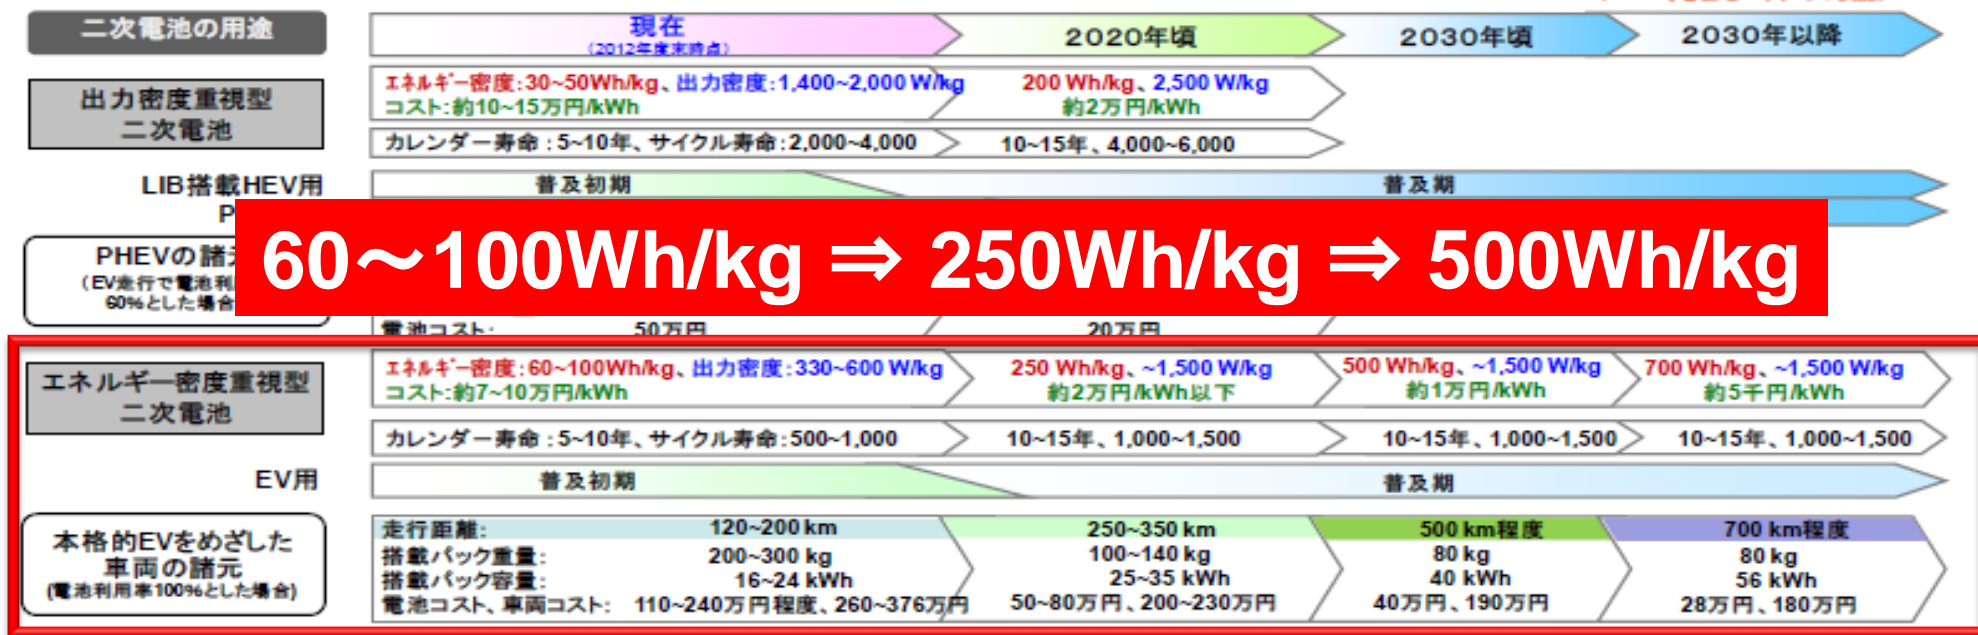 二次電池の用途
現在
(2012年度末時点)
2020年頃
2030年頃
2030年以降
出力密度重視型
二次電池
エネルギー密度:30~50Wh/kg、出力密度:1,400~2,000 W/kg
コスト:約10~15万円/kWh
200 Wh/kg、2,500 W/kg
約2万円/kWh
カレンダー寿命:5~10年、サイクル寿命:2,000~4,000
10~15年、4,000~6,000
LIB搭載HEV用
普及初期
普及期
P
60～100Wh/kg ⇒ 250Wh/kg ⇒ 500Wh/kg
PHEVの諸
(EV走行で電池利
60%とした場合
電池コスト:
50万円
20万円
エネルギー密度重視型
二次電池
エネルギー密度:60~100Wh/kg、出力密度:330~600 W/kg
コスト:約7~10万円/kWh
250 Wh/kg、~1,500 W/kg
約2万円/kWh以下
500 Wh/kg、~1,500 W/kg
約1万円/kWh
700 Wh/kg、~1,500 W/kg
約5千円/kWh
カレンダー寿命:5~10年、サイクル寿命:500~1,000
10~15年、1,000~1,500
10~15年、1,000~1,500
10~15年、1,000~1,500
EV用
普及初期
普及期
本格的EVをめざした
車両の諸元
(電池利用率100%とした場合)
走行距離: 120~200 km
250~350 km
500 km程度
700 km程度
搭載パック重量: 200~300 kg
100~140 kg
80 kg
80 kg
搭載パック容量: 16~24 kWh
25~35 kWh
40 kWh
56 kWh
電池コスト、車両コスト: 110~240万円程度、260~376万円
50~80万円、200~230万円
40万円、190万円
28万円、180万円